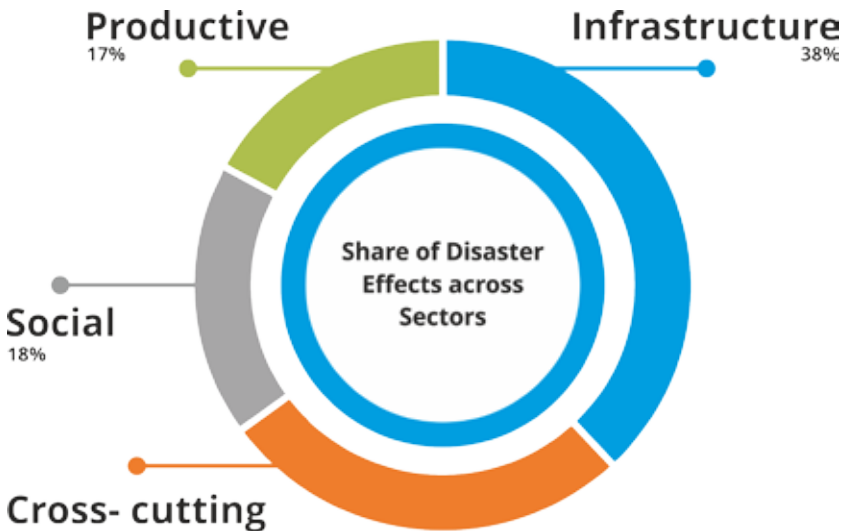 Productive
17%
Infrastructure
38%
Share of Disaster
Effects across
Sectors
Social
18%
Cross- cutting